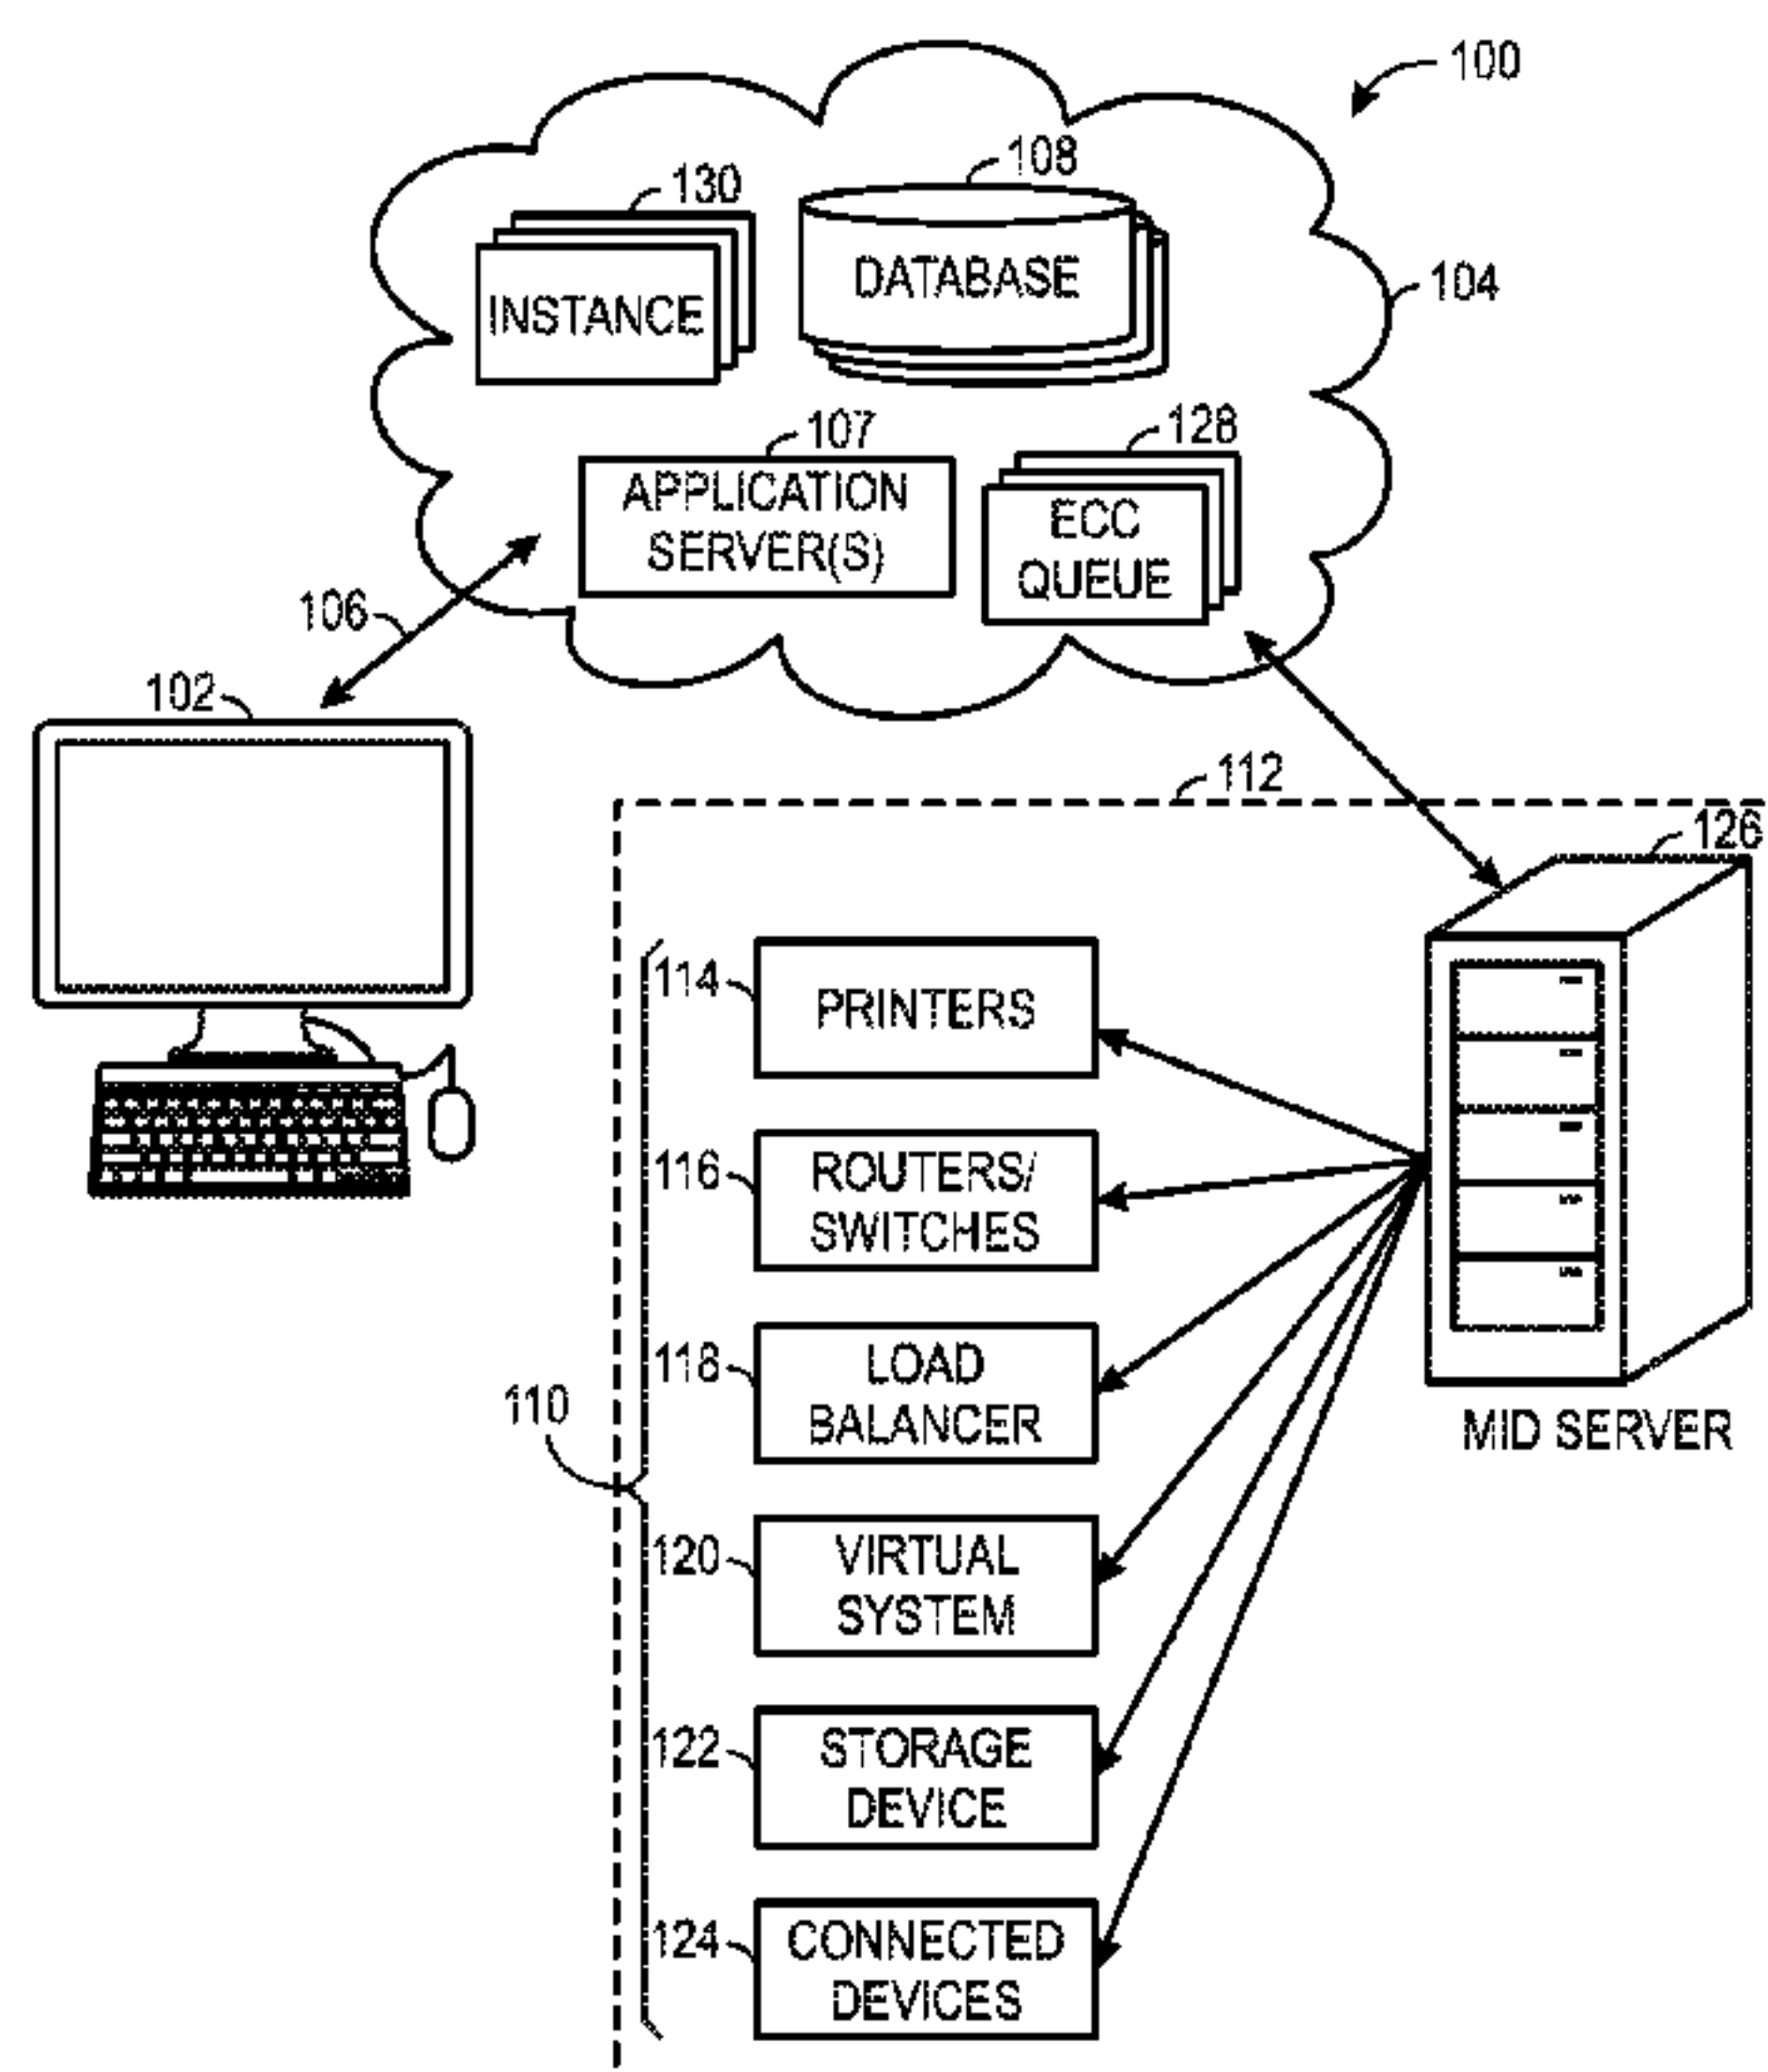 100
130
108
INSTANCE
DATABASE
104
107
128
APPLICATION
SERVER(S)
ECC
QUEUE
106
102
112
126
114
PRINTERS
116
ROUTERS/
SWITCHES
118
LOAD
BALANCER
110
MID SERVER
120
VIRTUAL
SYSTEM
122
STORAGE
DEVICE
124
CONNECTED
DEVICES